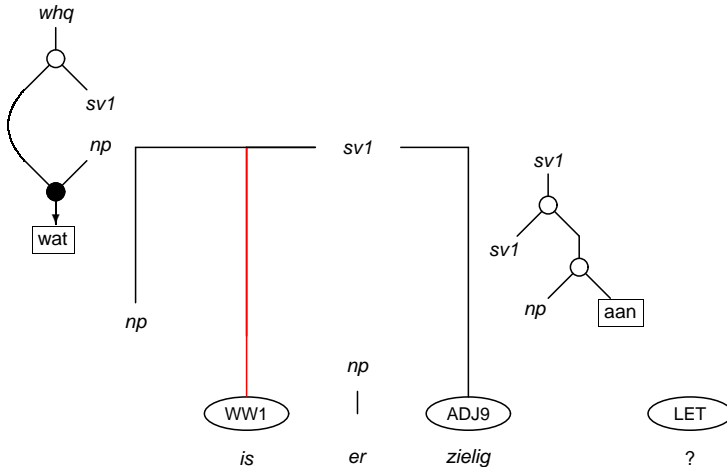 whq
sv1
np
wat
sv1
np
sv1
sv1
np
aan
np
WW1 ADJ9 LET
is er zielig ?